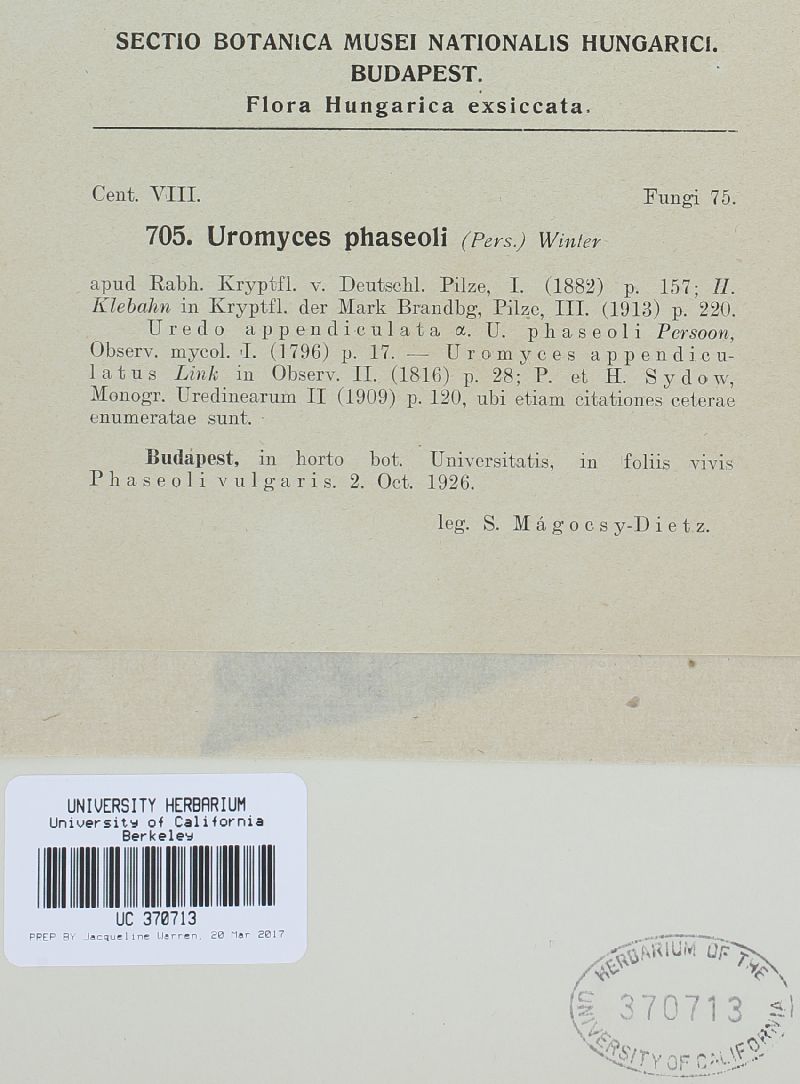 SECTIO BOTANICA MUSEI NATIONALIS HUNGARICI.
BUDAPEST.
Flora Hungarica exsiccata.
Cent. VIII. Fungi 75.
705. Uromyces phaseoli (Pers.) Winter
apud Rabh. Kryptfl. v. Deutschl. Pilze, I. (1882) p. 157; H.
Klebahn in Kryptfl. der Mark Brandbg, Pilze, III. (1913) p. 220.
Uredo appendiculata α. U. phaseoli Persoon,
Observ. mycol. I. (1796) p. 17. — Uromyces appendicu-
latus Link in Observ. II. (1816) p. 28; P. et H. Sydow,
Monogr. Uredinearum II (1909) p. 120, ubi etiam citationes ceterae
enumeratae sunt.
Budapest, in horto bot. Universitatis, in foliis vivis
Phaseoli vulgaris. 2. Oct. 1926.
leg. S. Mágocsy-Dietz.
UNIVERSITY HERBARIUM
University of California
Berkeley
UC 370713
PREP BY Jacqueline Warren, 20 Mar 2017
HERBARIUM OF THE
370713
UNIVERSITY OF CALIFORNIA